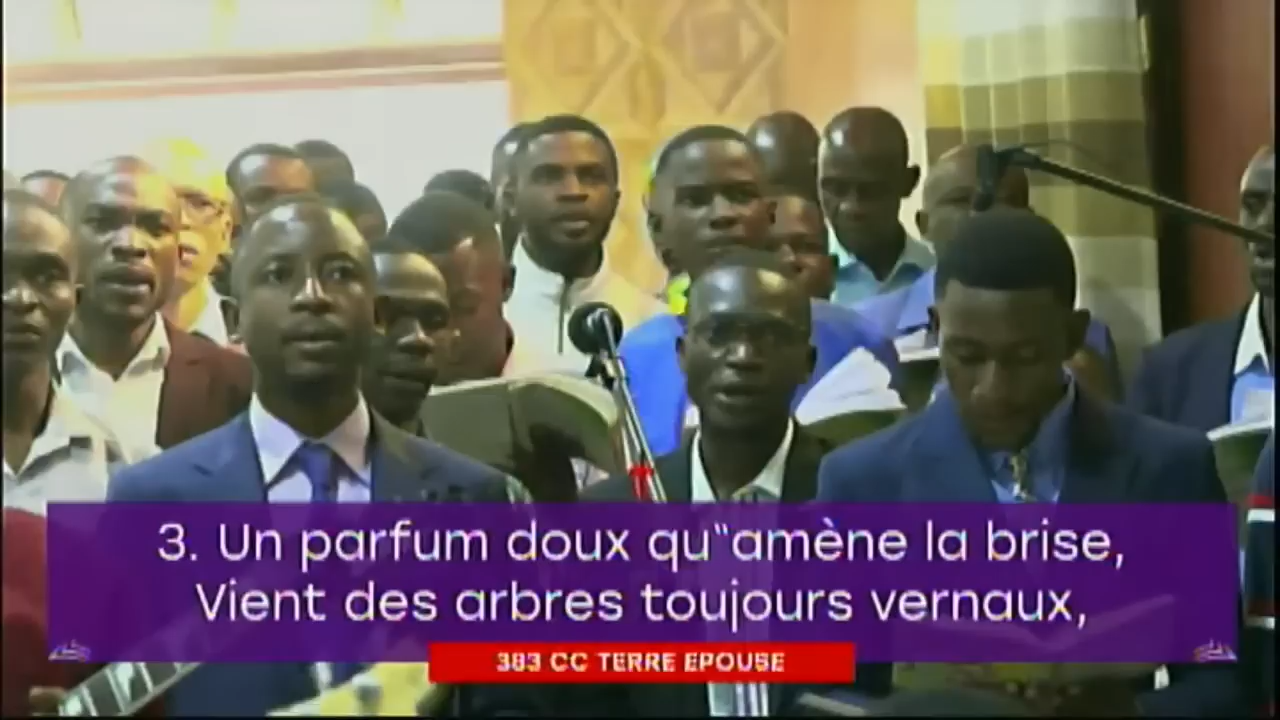 3. Un parfum doux qu"amène la brise,
Vient des arbres toujours vernaux,
383 CC TERRE EPOUSE